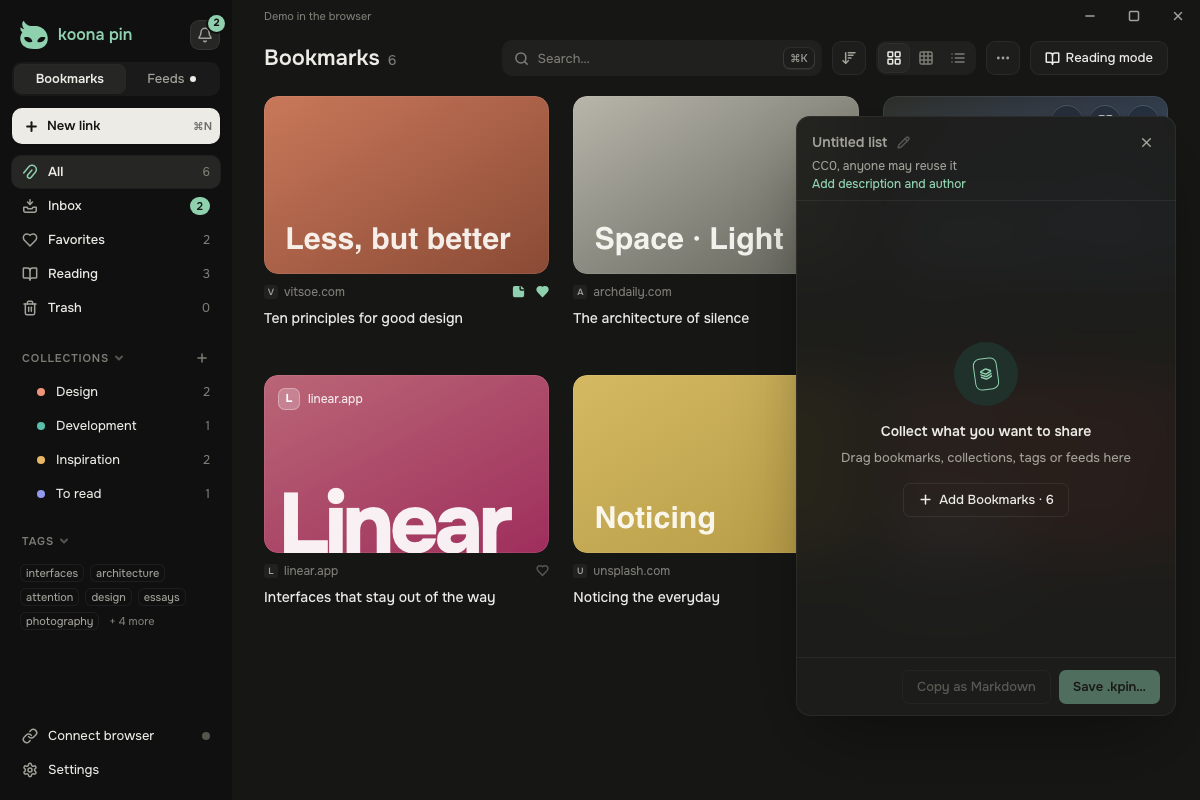 Demo in the browser
koona pin
2
Bookmarks
Feeds
New link
⌘N
All
6
Inbox
2
Favorites
2
Reading
3
Trash
0
COLLECTIONS
Design
2
Development
1
Inspiration
2
To read
1
TAGS
interfaces
architecture
attention
design
essays
photography
+ 4 more
Connect browser
Settings
Bookmarks 6
Search...
⌘K
Reading mode
Less, but better
V
vitsoe.com
Ten principles for good design
Space · Light
A
archdaily.com
The architecture of silence
L
linear.app
Linear
L
linear.app
Interfaces that stay out of the way
Noticing
U
unsplash.com
Noticing the everyday
Untitled list
CC0, anyone may reuse it
Add description and author
Collect what you want to share
Drag bookmarks, collections, tags or feeds here
Add Bookmarks · 6
Copy as Markdown
Save .kpin...